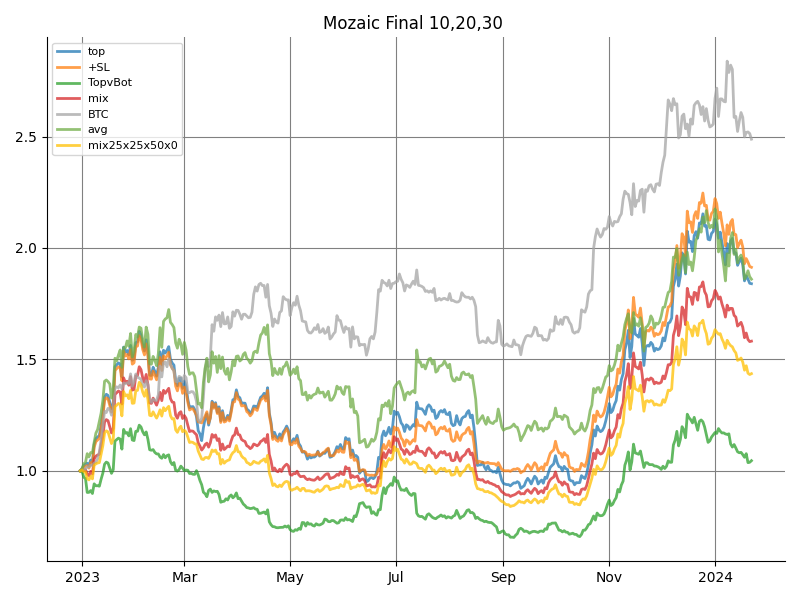 Mozaic Final 10,20,30
top
+SL
TopvBot
mix
BTC
avg
mix25x25x50x0
2.5
2.0
1.5
1.0
2023
Mar
May
Jul
Sep
Nov
2024